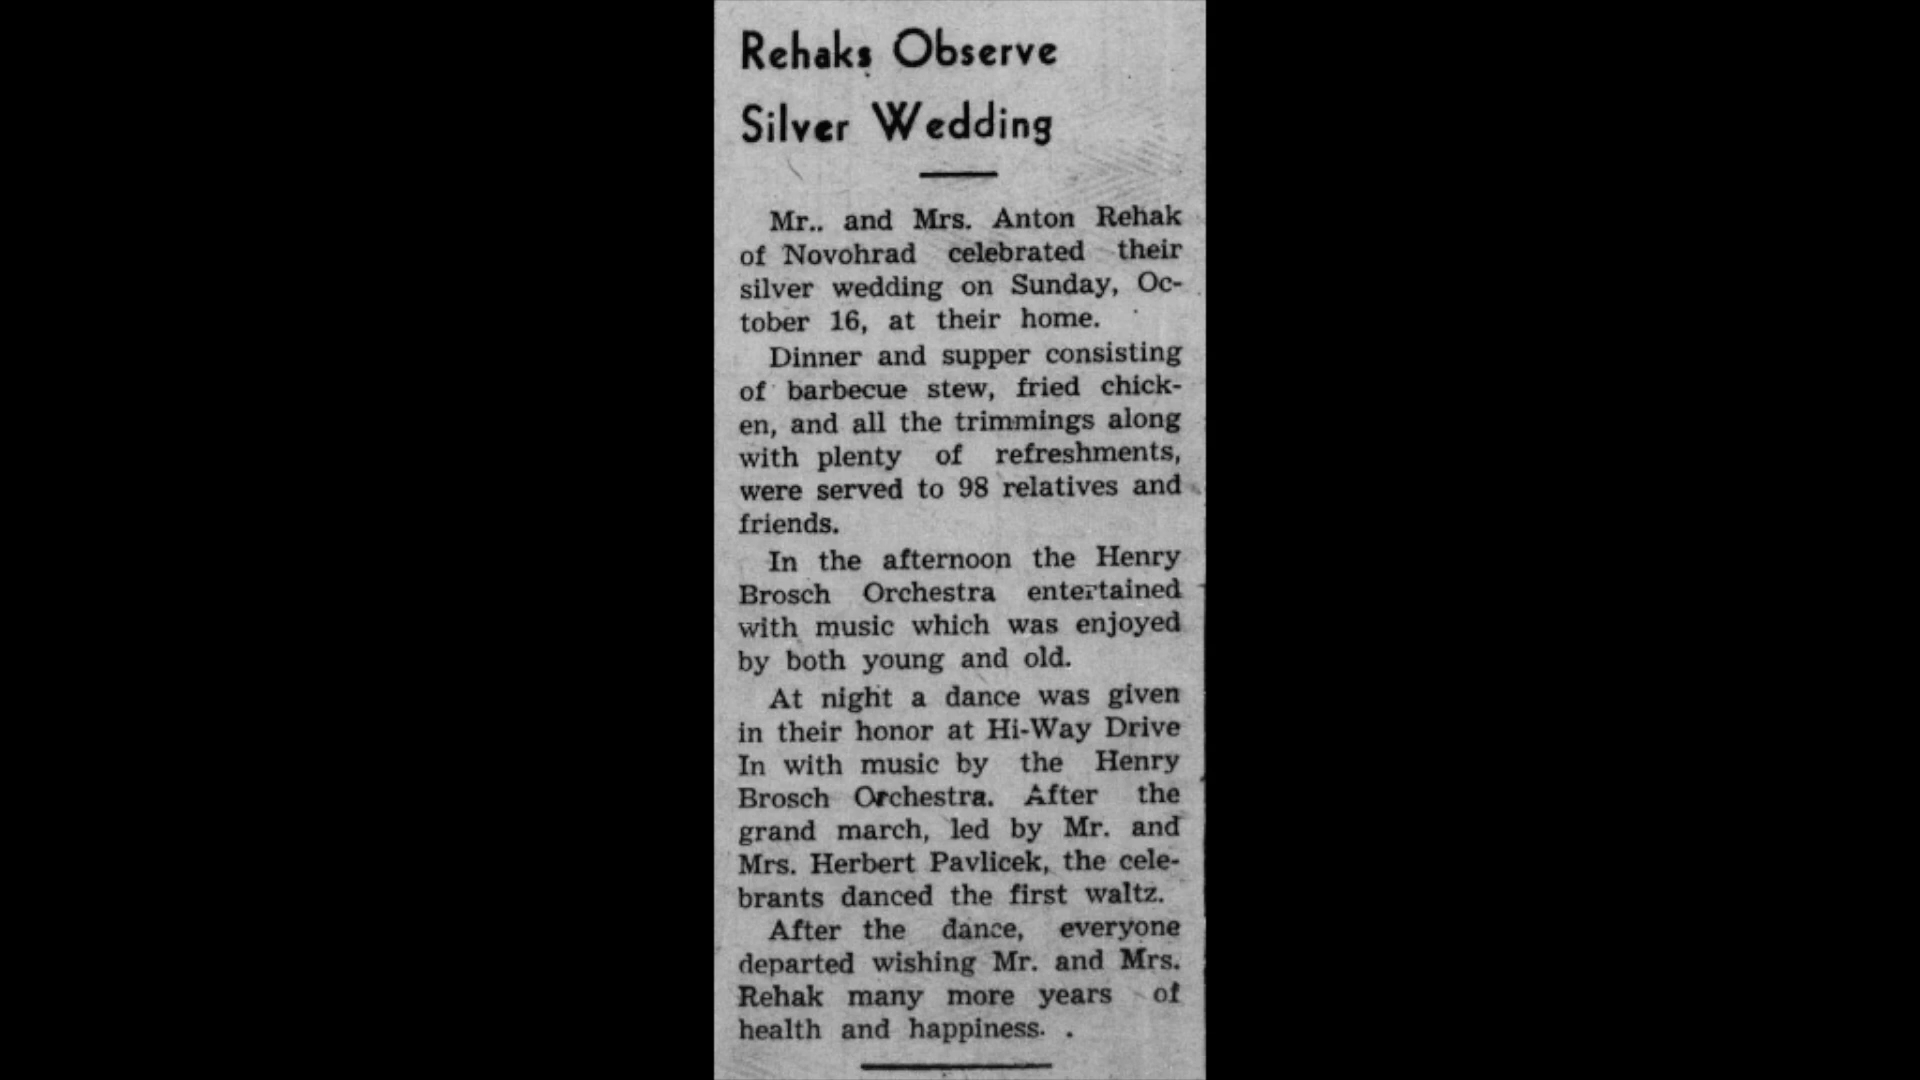 Rehaks Observe
Silver Wedding
Mr.. and Mrs. Anton Rehak
of Novohrad celebrated their
silver wedding on Sunday, Oc-
tober 16, at their home.
Dinner and supper consisting
of barbecue stew, fried chick-
en, and all the trimmings along
with plenty of refreshments,
were served to 98 relatives and
friends.
In the afternoon the Henry
Brosch Orchestra entertained
with music which was enjoyed
by both young and old.
At night a dance was given
in their honor at Hi-Way Drive
In with music by the Henry
Brosch Orchestra. After the
grand march, led by Mr. and
Mrs. Herbert Pavlicek, the cele-
brants danced the first waltz.
After the dance, everyone
departed wishing Mr. and Mrs.
Rehak many more years of
health and happiness. .